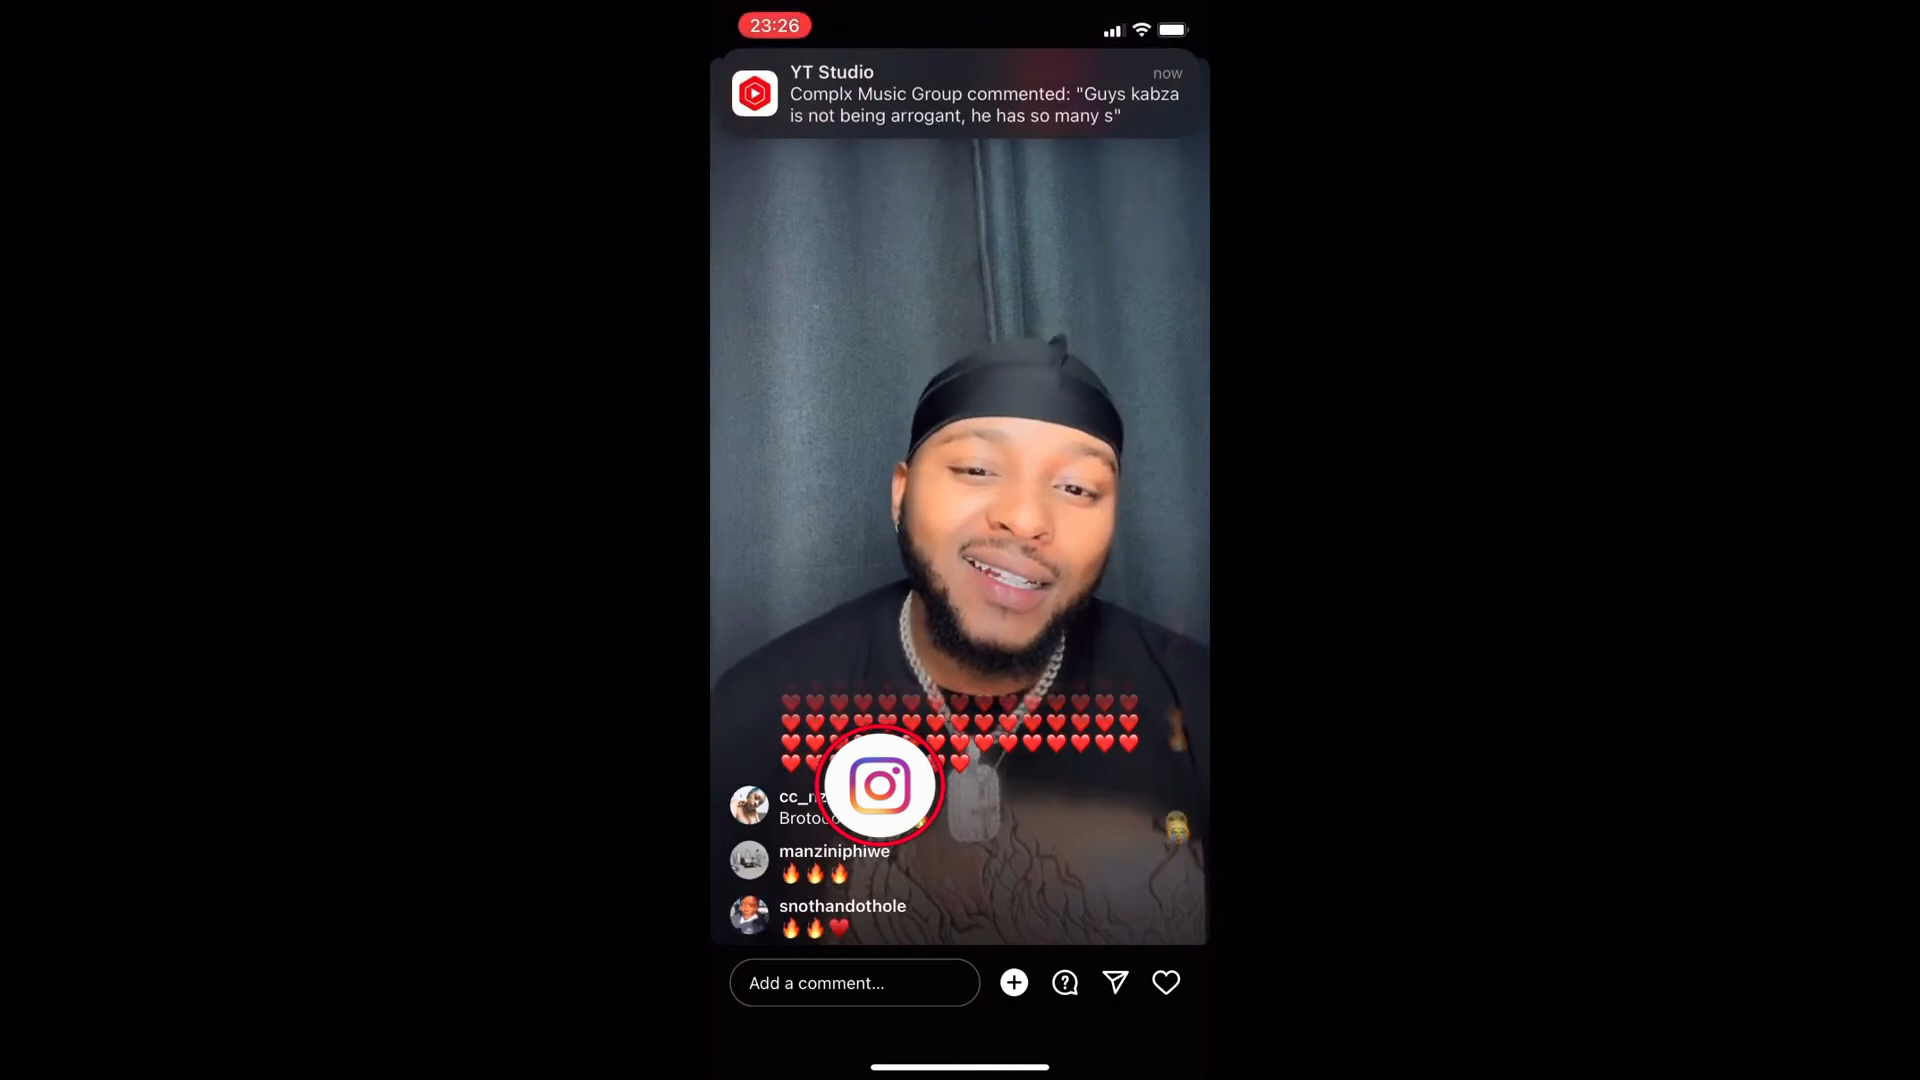 23:26
YT Studio
now
Complx Music Group commented: "Guys kabza
is not being arrogant, he has so many s"
manziniphiwe
snothandothole
Add a comment...